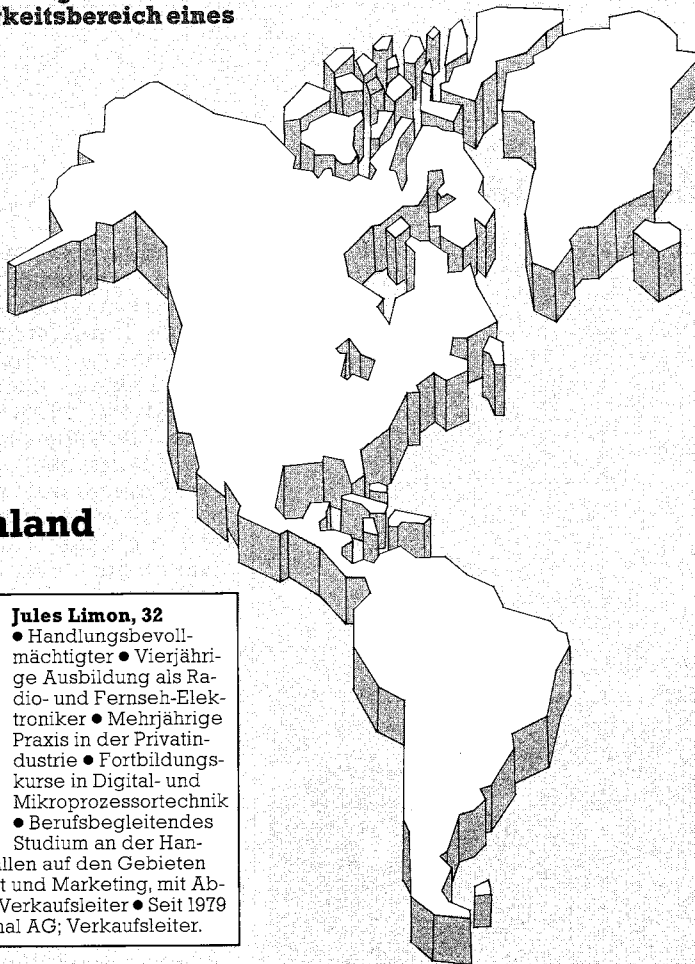 keitsbereich eines
land
Jules Limon, 32
● Handlungsbevoll-
mächtigter ● Vierjähri-
ge Ausbildung als Ra-
dio- und Fernseh-Elek-
troniker ● Mehrjährige
Praxis in der Privatin-
dustrie ● Fortbildungs-
kurse in Digital- und
Mikroprozessortechnik
● Berufsbegleitendes
Studium an der Han-
llen auf den Gebieten
t und Marketing, mit Ab-
Verkaufsleiter ● Seit 1979
nal AG; Verkaufsleiter.